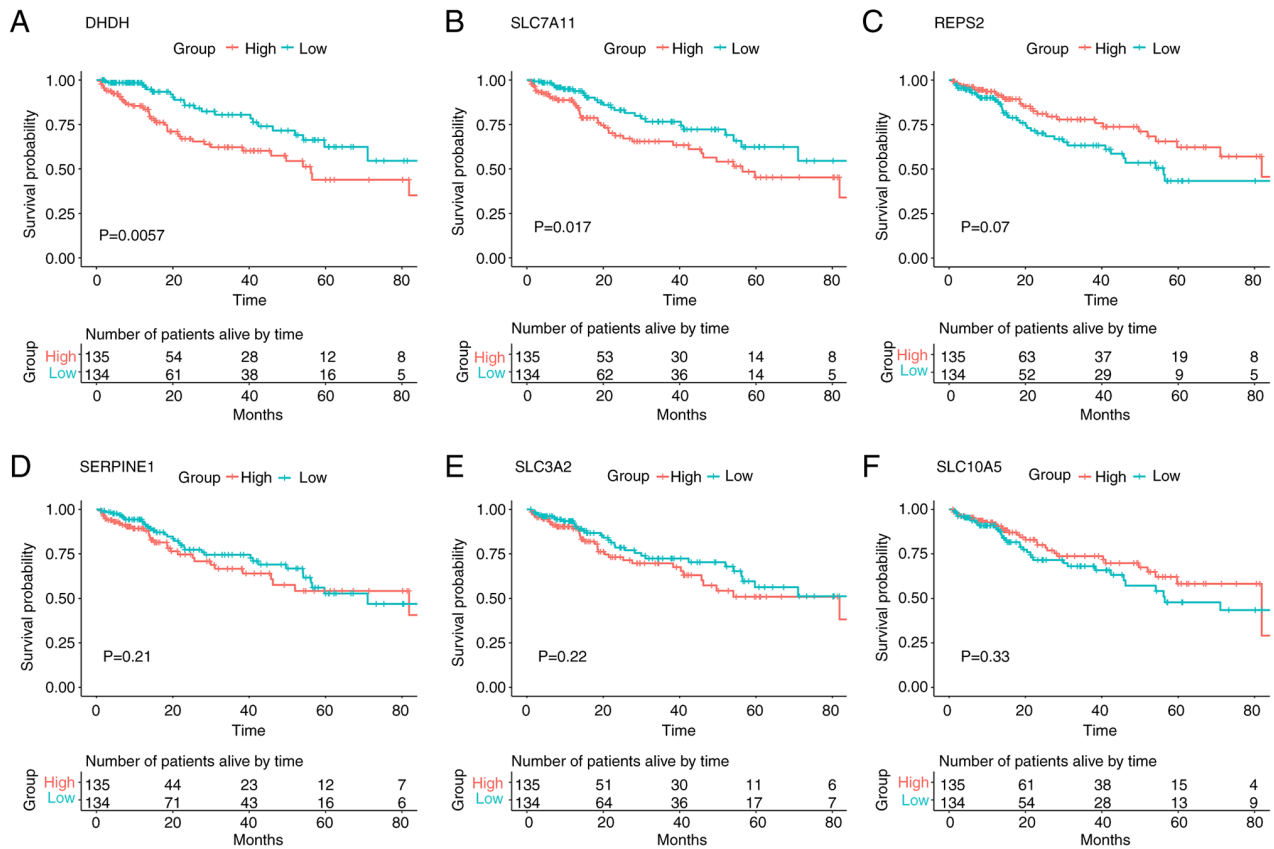 A DHDH
Group High Low
1.00
0.75
0.50
0.25
0.00
Survival probability
P=0.0057
0 20 40 60 80
Time
Number of patients alive by time
Group
High 135 54 28 12 8
Low 134 61 38 16 5
0 20 40 60 80
Months
B SLC7A11
Group High Low
1.00
0.75
0.50
0.25
0.00
Survival probability
P=0.017
0 20 40 60 80
Time
Number of patients alive by time
Group
High 135 53 30 14 8
Low 134 62 36 14 5
0 20 40 60 80
Months
C REPS2
Group High Low
1.00
0.75
0.50
0.25
0.00
Survival probability
P=0.07
0 20 40 60 80
Time
Number of patients alive by time
Group
High 135 63 37 19 8
Low 134 52 29 9 5
0 20 40 60 80
Months
D SERPINE1
Group High Low
1.00
0.75
0.50
0.25
0.00
Survival probability
P=0.21
0 20 40 60 80
Time
Number of patients alive by time
Group
High 135 44 23 12 7
Low 134 71 43 16 6
0 20 40 60 80
Months
E SLC3A2
Group High Low
1.00
0.75
0.50
0.25
0.00
Survival probability
P=0.22
0 20 40 60 80
Time
Number of patients alive by time
Group
High 135 51 30 11 6
Low 134 64 36 17 7
0 20 40 60 80
Months
F SLC10A5
Group High Low
1.00
0.75
0.50
0.25
0.00
Survival probability
P=0.33
0 20 40 60 80
Time
Number of patients alive by time
Group
High 135 61 38 15 4
Low 134 54 28 13 9
0 20 40 60 80
Months